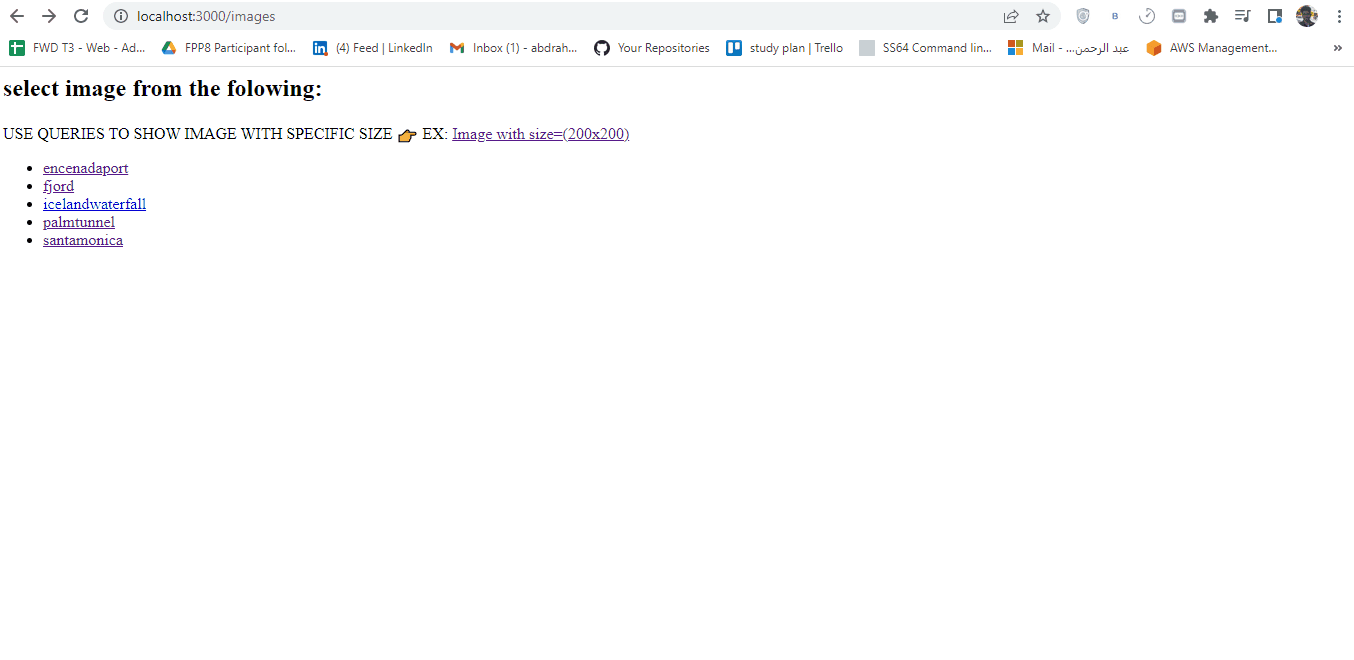 localhost:3000/images
FWD T3 - Web - Ad... FPP8 Participant fol... (4) Feed | LinkedIn Inbox (1) - abdrah... Your Repositories study plan | Trello SS64 Command lin... Mail - ...عبد الرحمن AWS Management... »
select image from the folowing:
USE QUERIES TO SHOW IMAGE WITH SPECIFIC SIZE 👉 EX: Image with size=(200x200)
encenadaport
fjord
icelandwaterfall
palmtunnel
santamonica